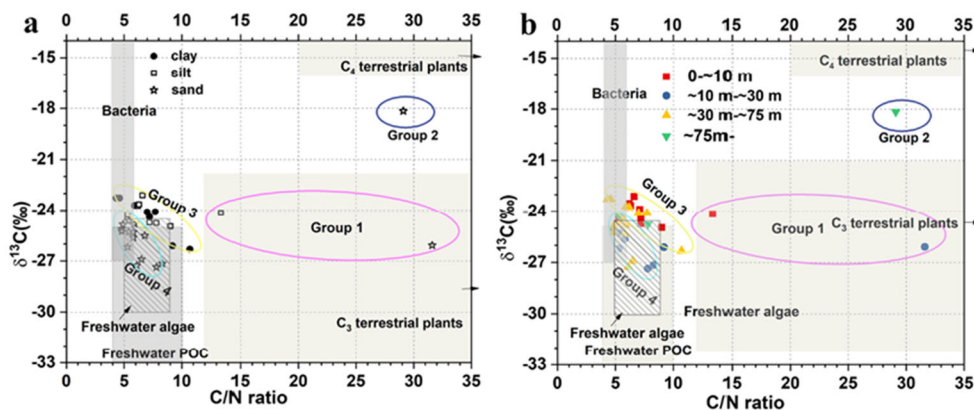 a
0 5 10 15 20 25 30 35
clay
silt
sand
C₄ terrestrial plants
Bacteria
Group 2
Group 3
Group 1
Group 4
Freshwater algae
C₃ terrestrial plants
Freshwater POC
-15
-18
-21
-24
-27
-30
-33
δ¹³C(‰)
0 5 10 15 20 25 30 35
C/N ratio
b
0 5 10 15 20 25 30 35
0-~10 m
~10 m-~30 m
~30 m-~75 m
~75m-
C₄ terrestrial plants
Bacteria
Group 2
Group 3
Group 1
C₃ terrestrial plants
Group 4
Freshwater algae
Freshwater algae
Freshwater POC
-15
-18
-21
-24
-27
-30
-33
δ¹³C(‰)
0 5 10 15 20 25 30 35
C/N ratio